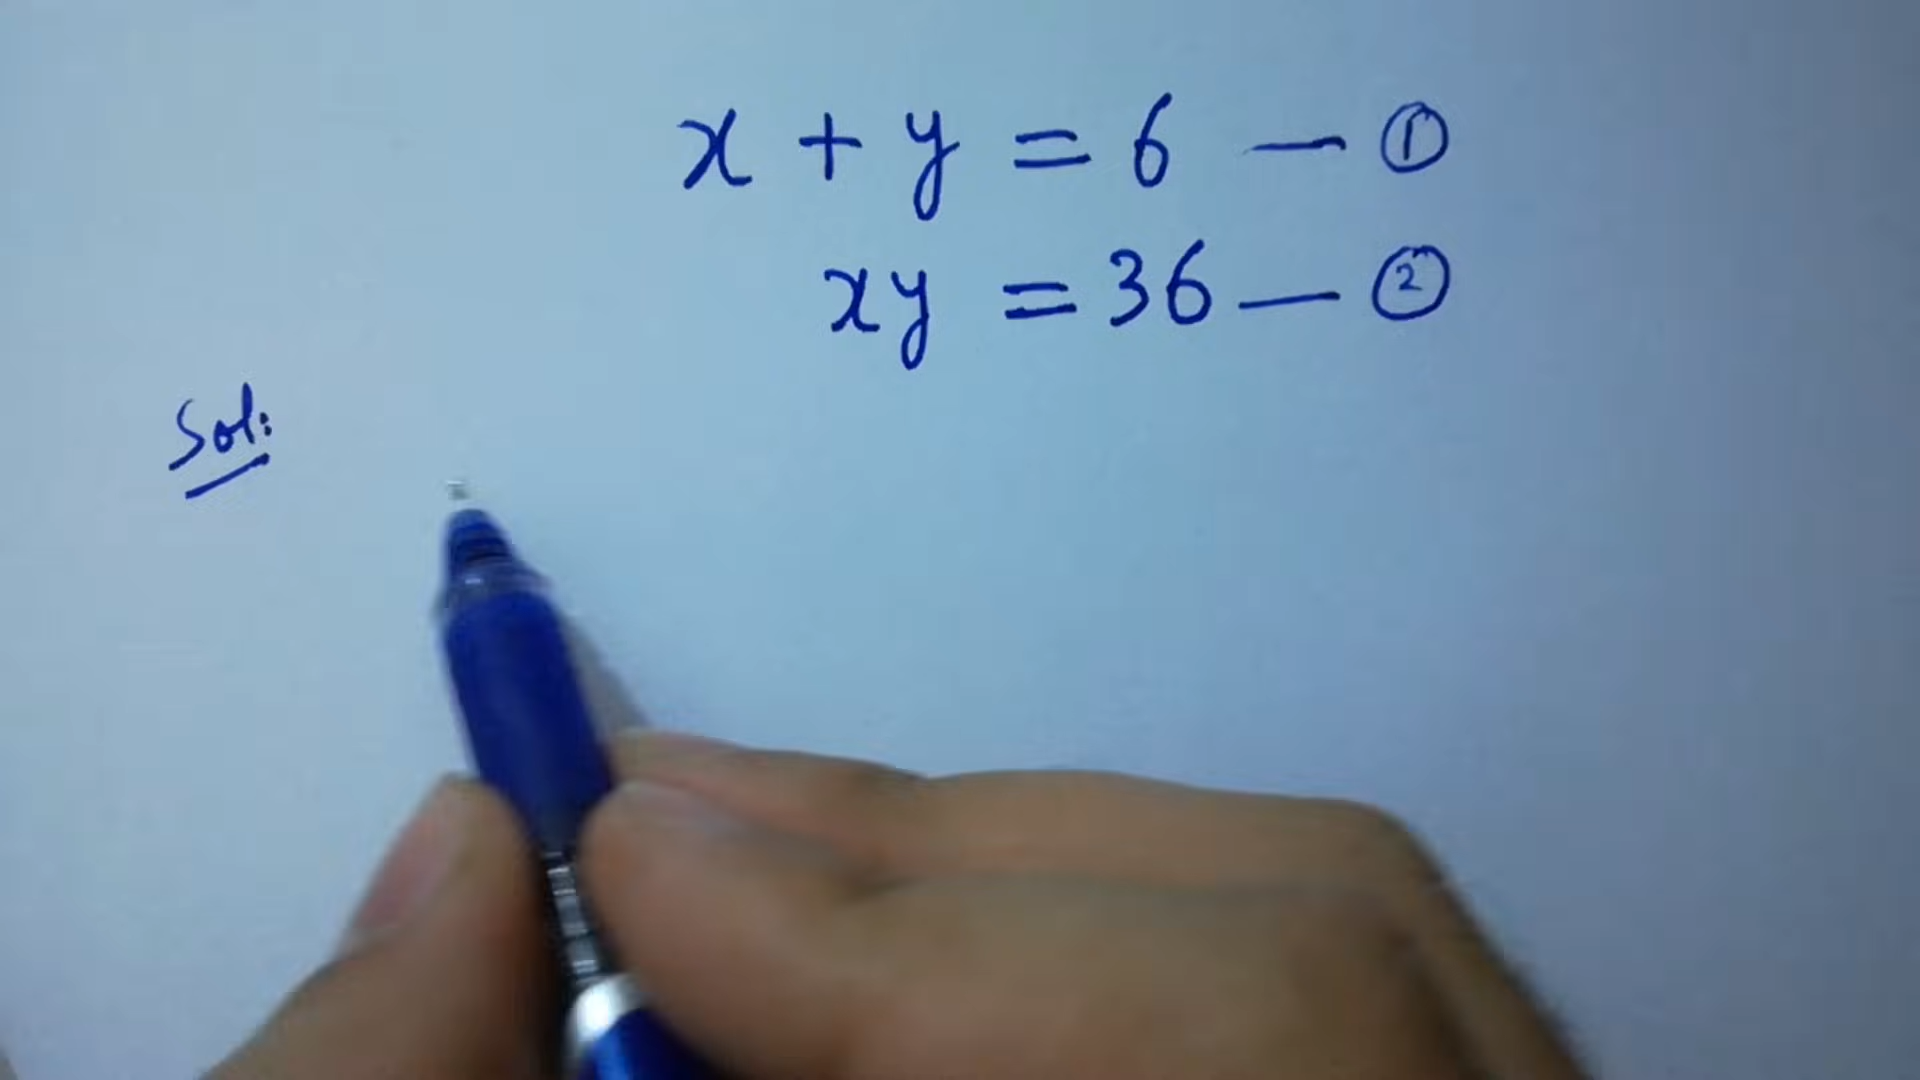 x + y = 6 — ①
xy = 36 — ②
Sol: